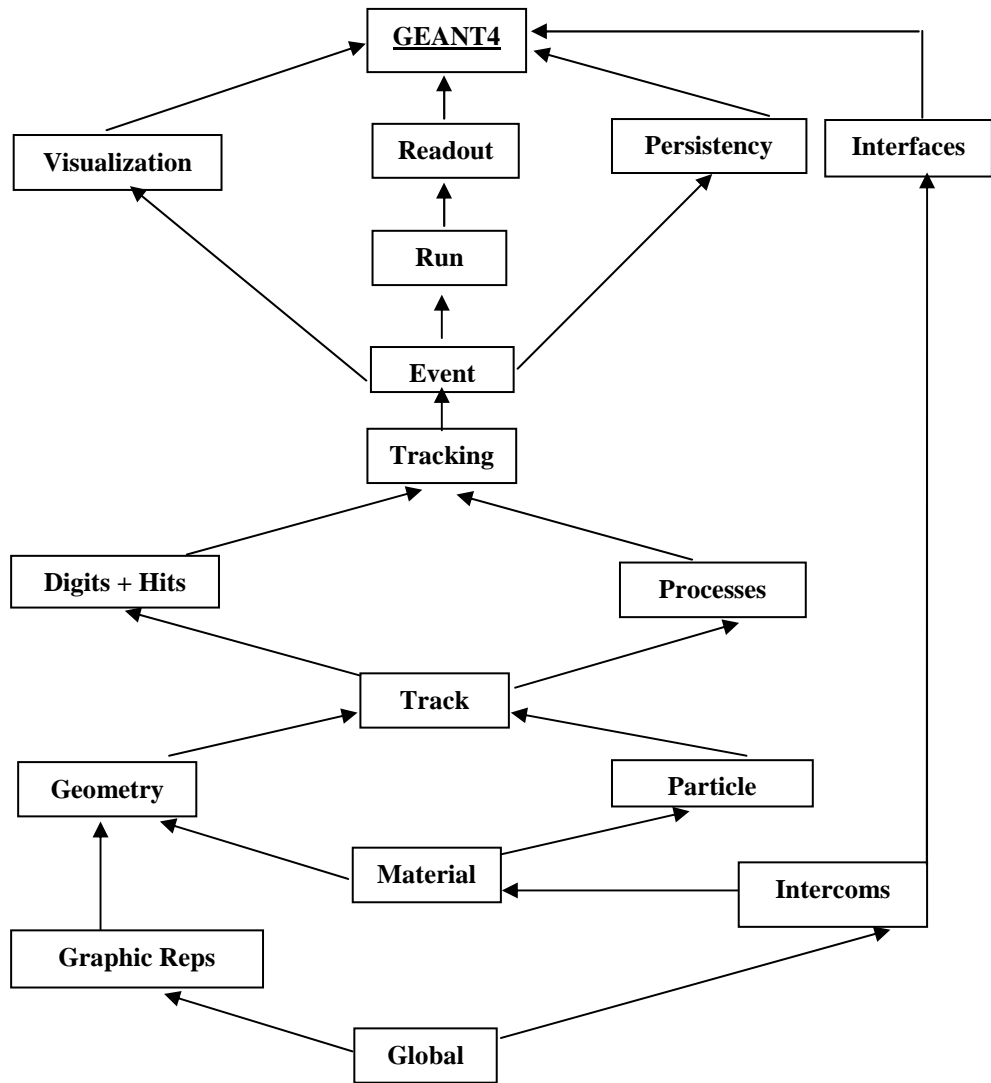 GEANT4
Visualization
Readout
Persistency
Interfaces
Run
Event
Tracking
Digits + Hits
Processes
Track
Geometry
Particle
Material
Intercoms
Graphic Reps
Global